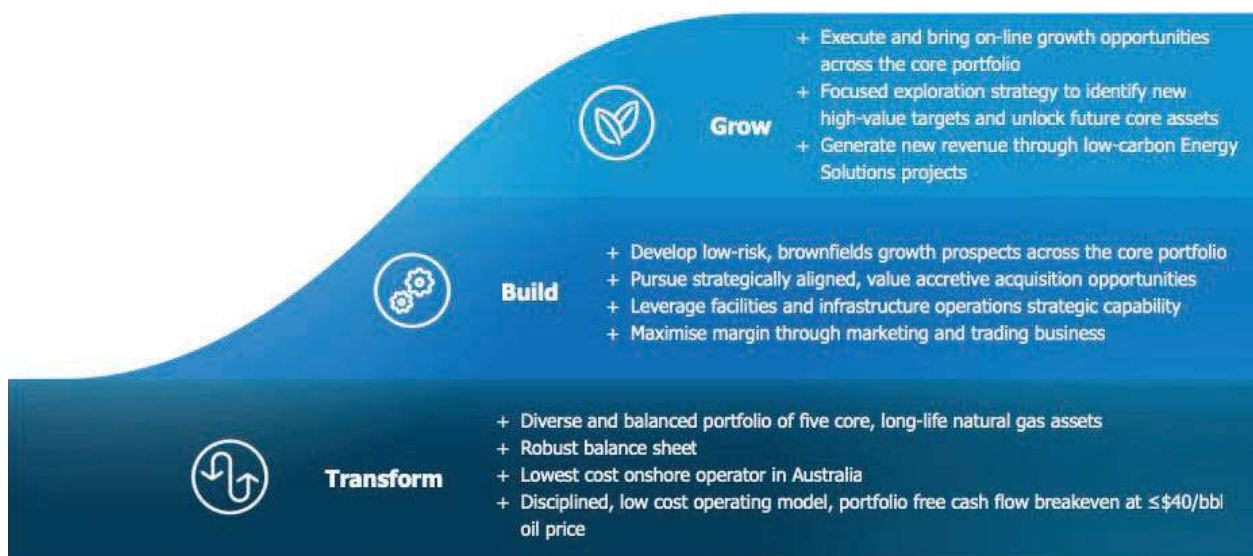 Grow
+ Execute and bring on-line growth opportunities
across the core portfolio
+ Focused exploration strategy to identify new
high-value targets and unlock future core assets
+ Generate new revenue through low-carbon Energy
Solutions projects
Build
+ Develop low-risk, brownfields growth prospects across the core portfolio
+ Pursue strategically aligned, value accretive acquisition opportunities
+ Leverage facilities and infrastructure operations strategic capability
+ Maximise margin through marketing and trading business
Transform
+ Diverse and balanced portfolio of five core, long-life natural gas assets
+ Robust balance sheet
+ Lowest cost onshore operator in Australia
+ Disciplined, low cost operating model, portfolio free cash flow breakeven at ≤$40/bbl
oil price